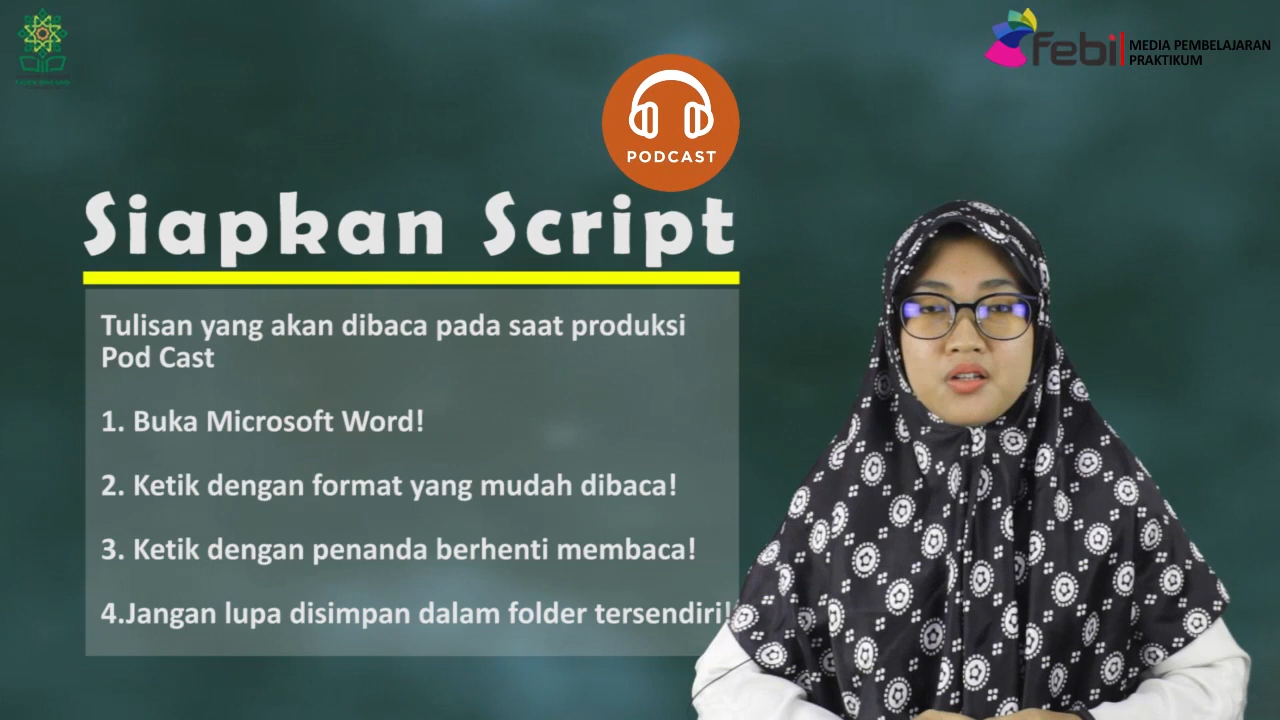 febi
MEDIA PEMBELAJARAN
PRAKTIKUM
PODCAST
Siapkan Script
Tulisan yang akan dibaca pada saat produksi
Pod Cast
1. Buka Microsoft Word!
2. Ketik dengan format yang mudah dibaca!
3. Ketik dengan penanda berhenti membaca!
4.Jangan lupa disimpan dalam folder tersendiri!